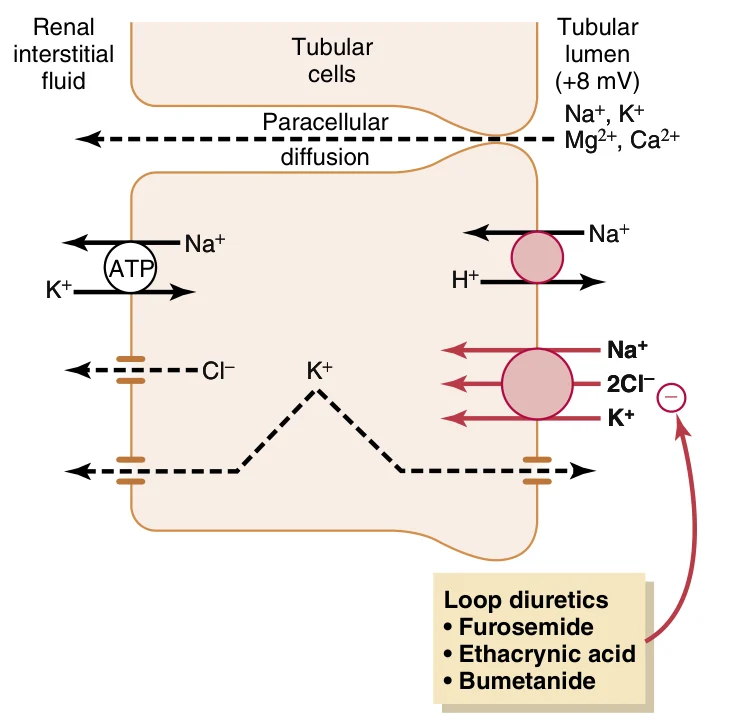 Renal
interstitial
fluid
Tubular
cells
Tubular
lumen
(+8 mV)
Na⁺, K⁺
Mg²⁺, Ca²⁺
Paracellular
diffusion
Na⁺
ATP
K⁺
Na⁺
H⁺
Cl⁻
K⁺
Na⁺
2Cl⁻
K⁺
−
Loop diuretics
• Furosemide
• Ethacrynic acid
• Bumetanide